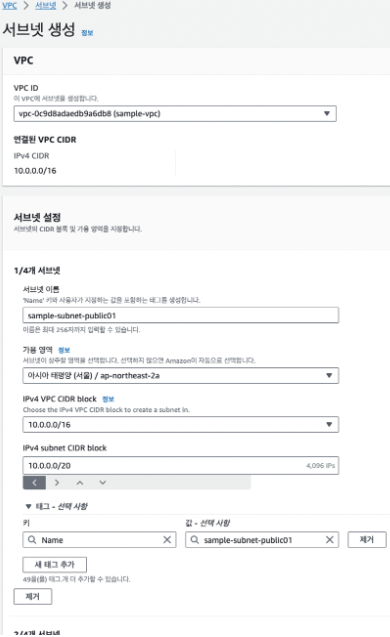 VPC > 서브넷 > 서브넷 생성
서브넷 생성 정보
VPC
VPC ID
이 VPC에 서브넷을 생성합니다.
vpc-0c9d8adaedb9a6db8 (sample-vpc)
연결된 VPC CIDR
IPv4 CIDR
10.0.0.0/16
서브넷 설정
서브넷의 CIDR 블록 및 가용 영역을 지정합니다.
1/4개 서브넷
서브넷 이름
'Name' 키와 사용자가 지정하는 값을 포함하는 태그를 생성합니다.
sample-subnet-public01
이름은 최대 256자까지 입력할 수 있습니다.
가용 영역 정보
서브넷이 상주할 영역을 선택합니다. 선택하지 않으면 Amazon이 자동으로 선택합니다.
아시아 태평양 (서울) / ap-northeast-2a
IPv4 VPC CIDR block 정보
Choose the IPv4 VPC CIDR block to create a subnet in.
10.0.0.0/16
IPv4 subnet CIDR block
10.0.0.0/20 4,096 IPs
태그 - 선택 사항
키 값 - 선택 사항
Name sample-subnet-public01 제거
새 태그 추가
49을(를) 태그.개 더 추가할 수 있습니다.
제거
2/4개 서브넷